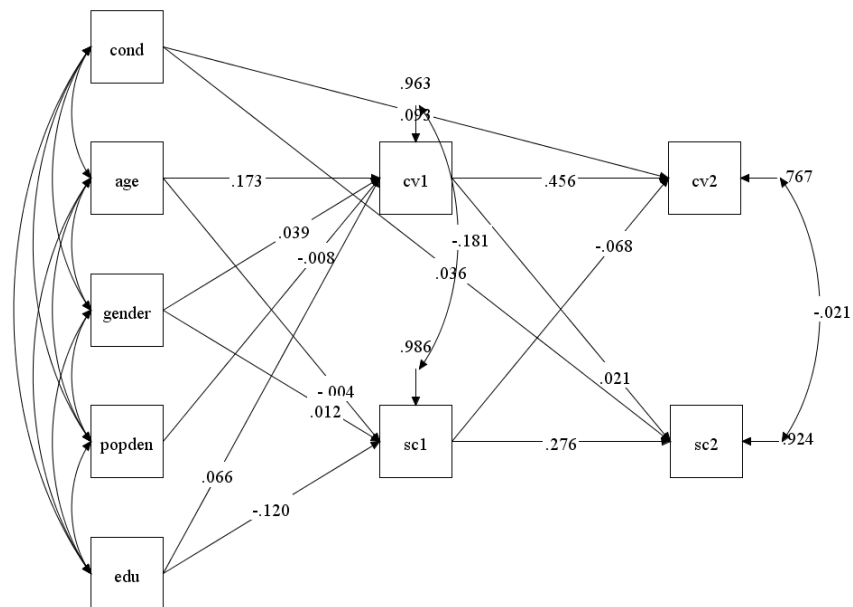 cond
.963
.093
age
.173
cv1
.456
cv2
.767
.039
-.181
-.068
-.008
.036
gender
-.021
.986
-.004
.021
.012
popden
sc1
.276
sc2
.924
.066
-.120
edu